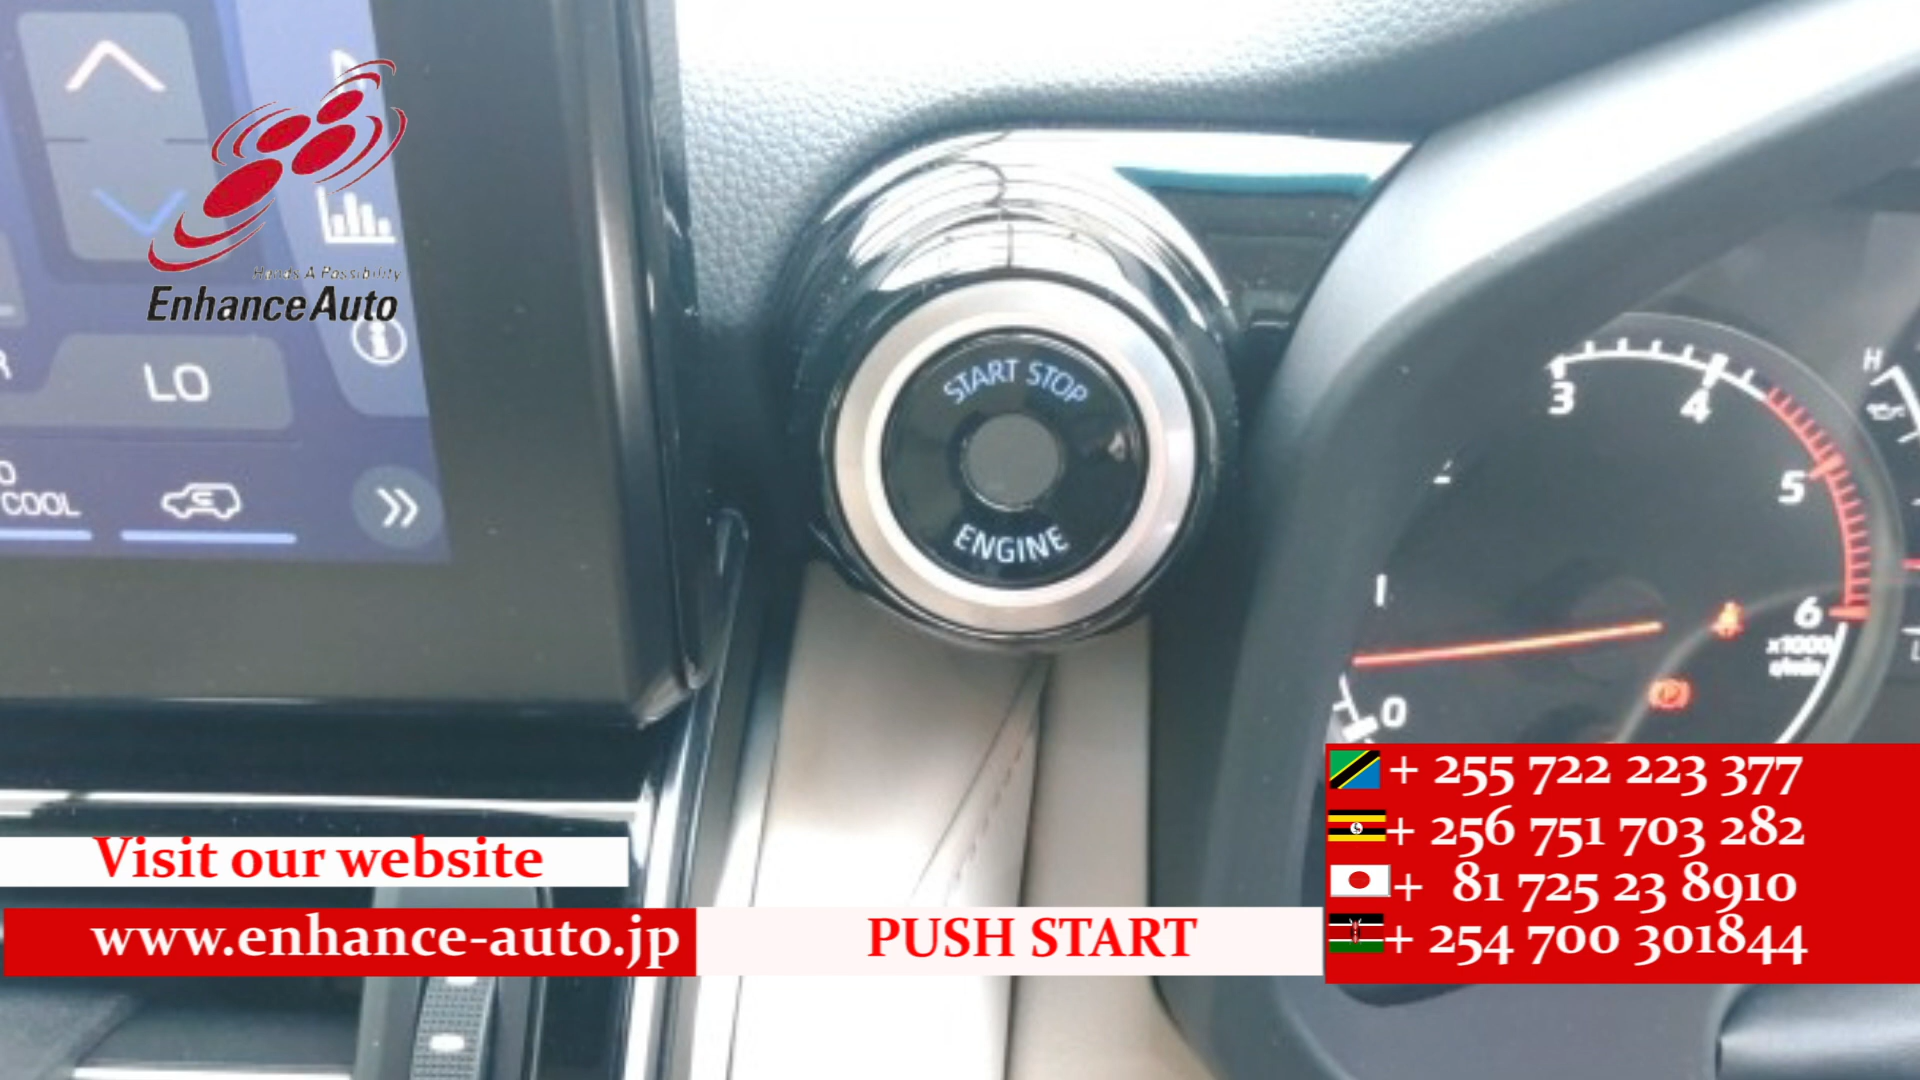 Hands A Possibility
EnhanceAuto
LO
COOL
START STOP
ENGINE
H
3
4
5
1
6
x1000
r/min
0
+ 255 722 223 377
+ 256 751 703 282
+ 81 725 23 8910
+ 254 700 301844
Visit our website
www.enhance-auto.jp
PUSH START